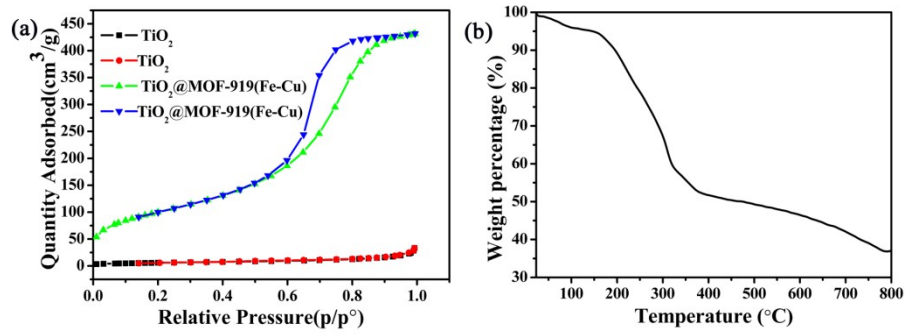 (a)
Quantity Adsorbed(cm³/g)
450
400
350
300
250
200
150
100
50
0
TiO₂
TiO₂
TiO₂@MOF-919(Fe-Cu)
TiO₂@MOF-919(Fe-Cu)
0.0 0.2 0.4 0.6 0.8 1.0
Relative Pressure(p/p°)
(b)
Weight percentage (%)
100
90
80
70
60
50
40
30
100 200 300 400 500 600 700 800
Temperature (°C)